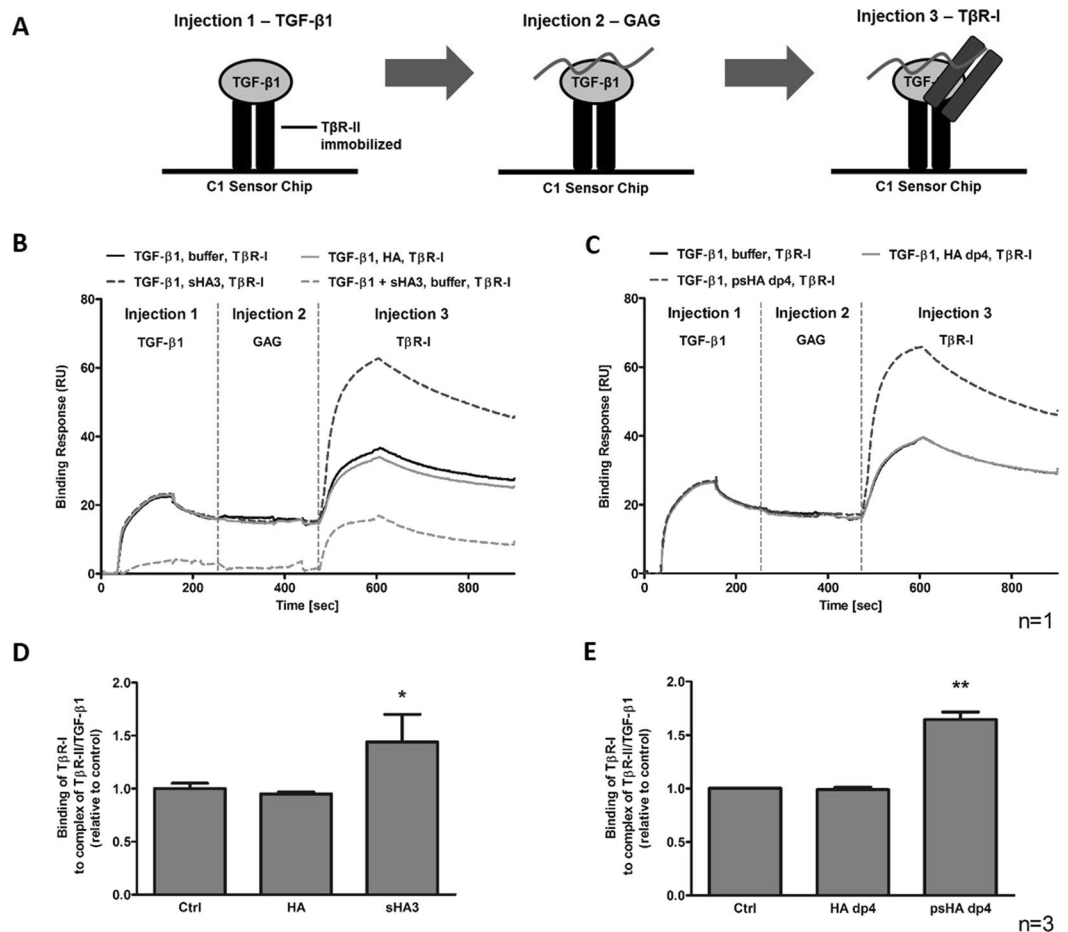 A
Injection 1 – TGF-β1
Injection 2 – GAG
Injection 3 – TβR-I
TGF-β1
TβR-II
immobilized
C1 Sensor Chip
TGF-β1
C1 Sensor Chip
TGF-
C1 Sensor Chip
B
TGF-β1, buffer, TβR-I
TGF-β1, HA, TβR-I
TGF-β1, sHA3, TβR-I
TGF-β1 + sHA3, buffer, TβR-I
Injection 1
TGF-β1
Injection 2
GAG
Injection 3
TβR-I
Binding Response (RU)
80
60
40
20
0
0
200
400
600
800
Time [sec]
C
TGF-β1, buffer, TβR-I
TGF-β1, HA dp4, TβR-I
TGF-β1, psHA dp4, TβR-I
Injection 1
TGF-β1
Injection 2
GAG
Injection 3
TβR-I
Binding Response [RU]
80
60
40
20
0
0
200
400
600
800
Time [sec]
n=1
D
Binding of TβR-I
to complex of TβR-II/TGF-β1
(relative to control)
2.0
1.5
1.0
0.5
0.0
*
Ctrl
HA
sHA3
E
Binding of TβR-I
to complex of TβR-II/TGF-β1
(relative to control)
2.0
1.5
1.0
0.5
0.0
**
Ctrl
HA dp4
psHA dp4
n=3